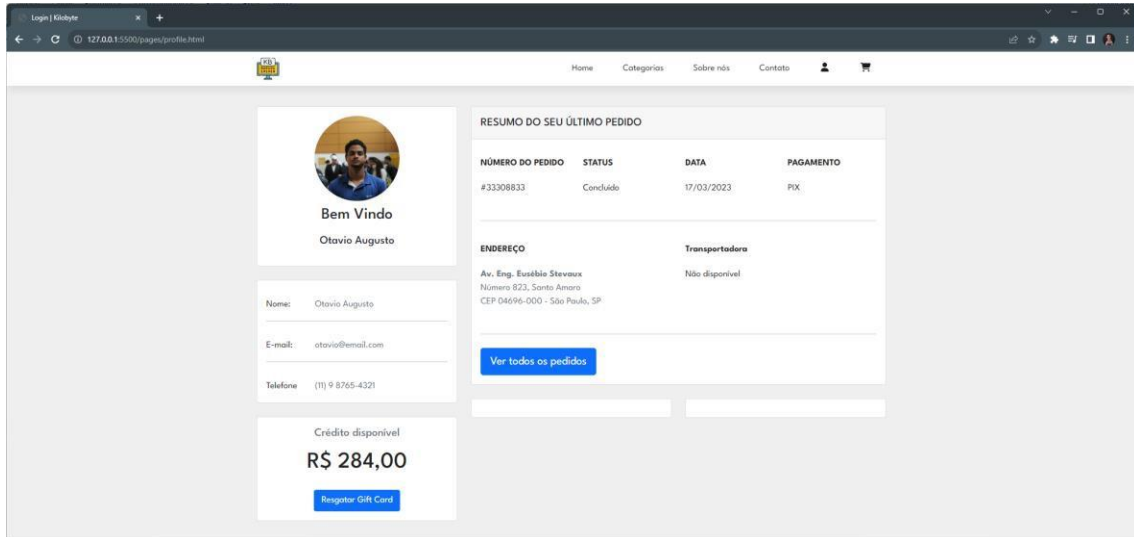 Login | Kilobyte
127.0.0.1:5500/pages/profile.html
KB
Home Categorias Sobre nós Contato
Bem Vindo
Otavio Augusto
Nome: Otavio Augusto
E-mail: otavio@email.com
Telefone (11) 9 8765-4321
Crédito disponível
R$ 284,00
Resgatar Gift Card
RESUMO DO SEU ÚLTIMO PEDIDO
NÚMERO DO PEDIDO STATUS DATA PAGAMENTO
#33308833 Concluído 17/03/2023 PIX
ENDEREÇO Transportadora
Av. Eng. Eusébio Stevaux Não disponível
Número 823, Santo Amaro
CEP 04696-000 - São Paulo, SP
Ver todos os pedidos